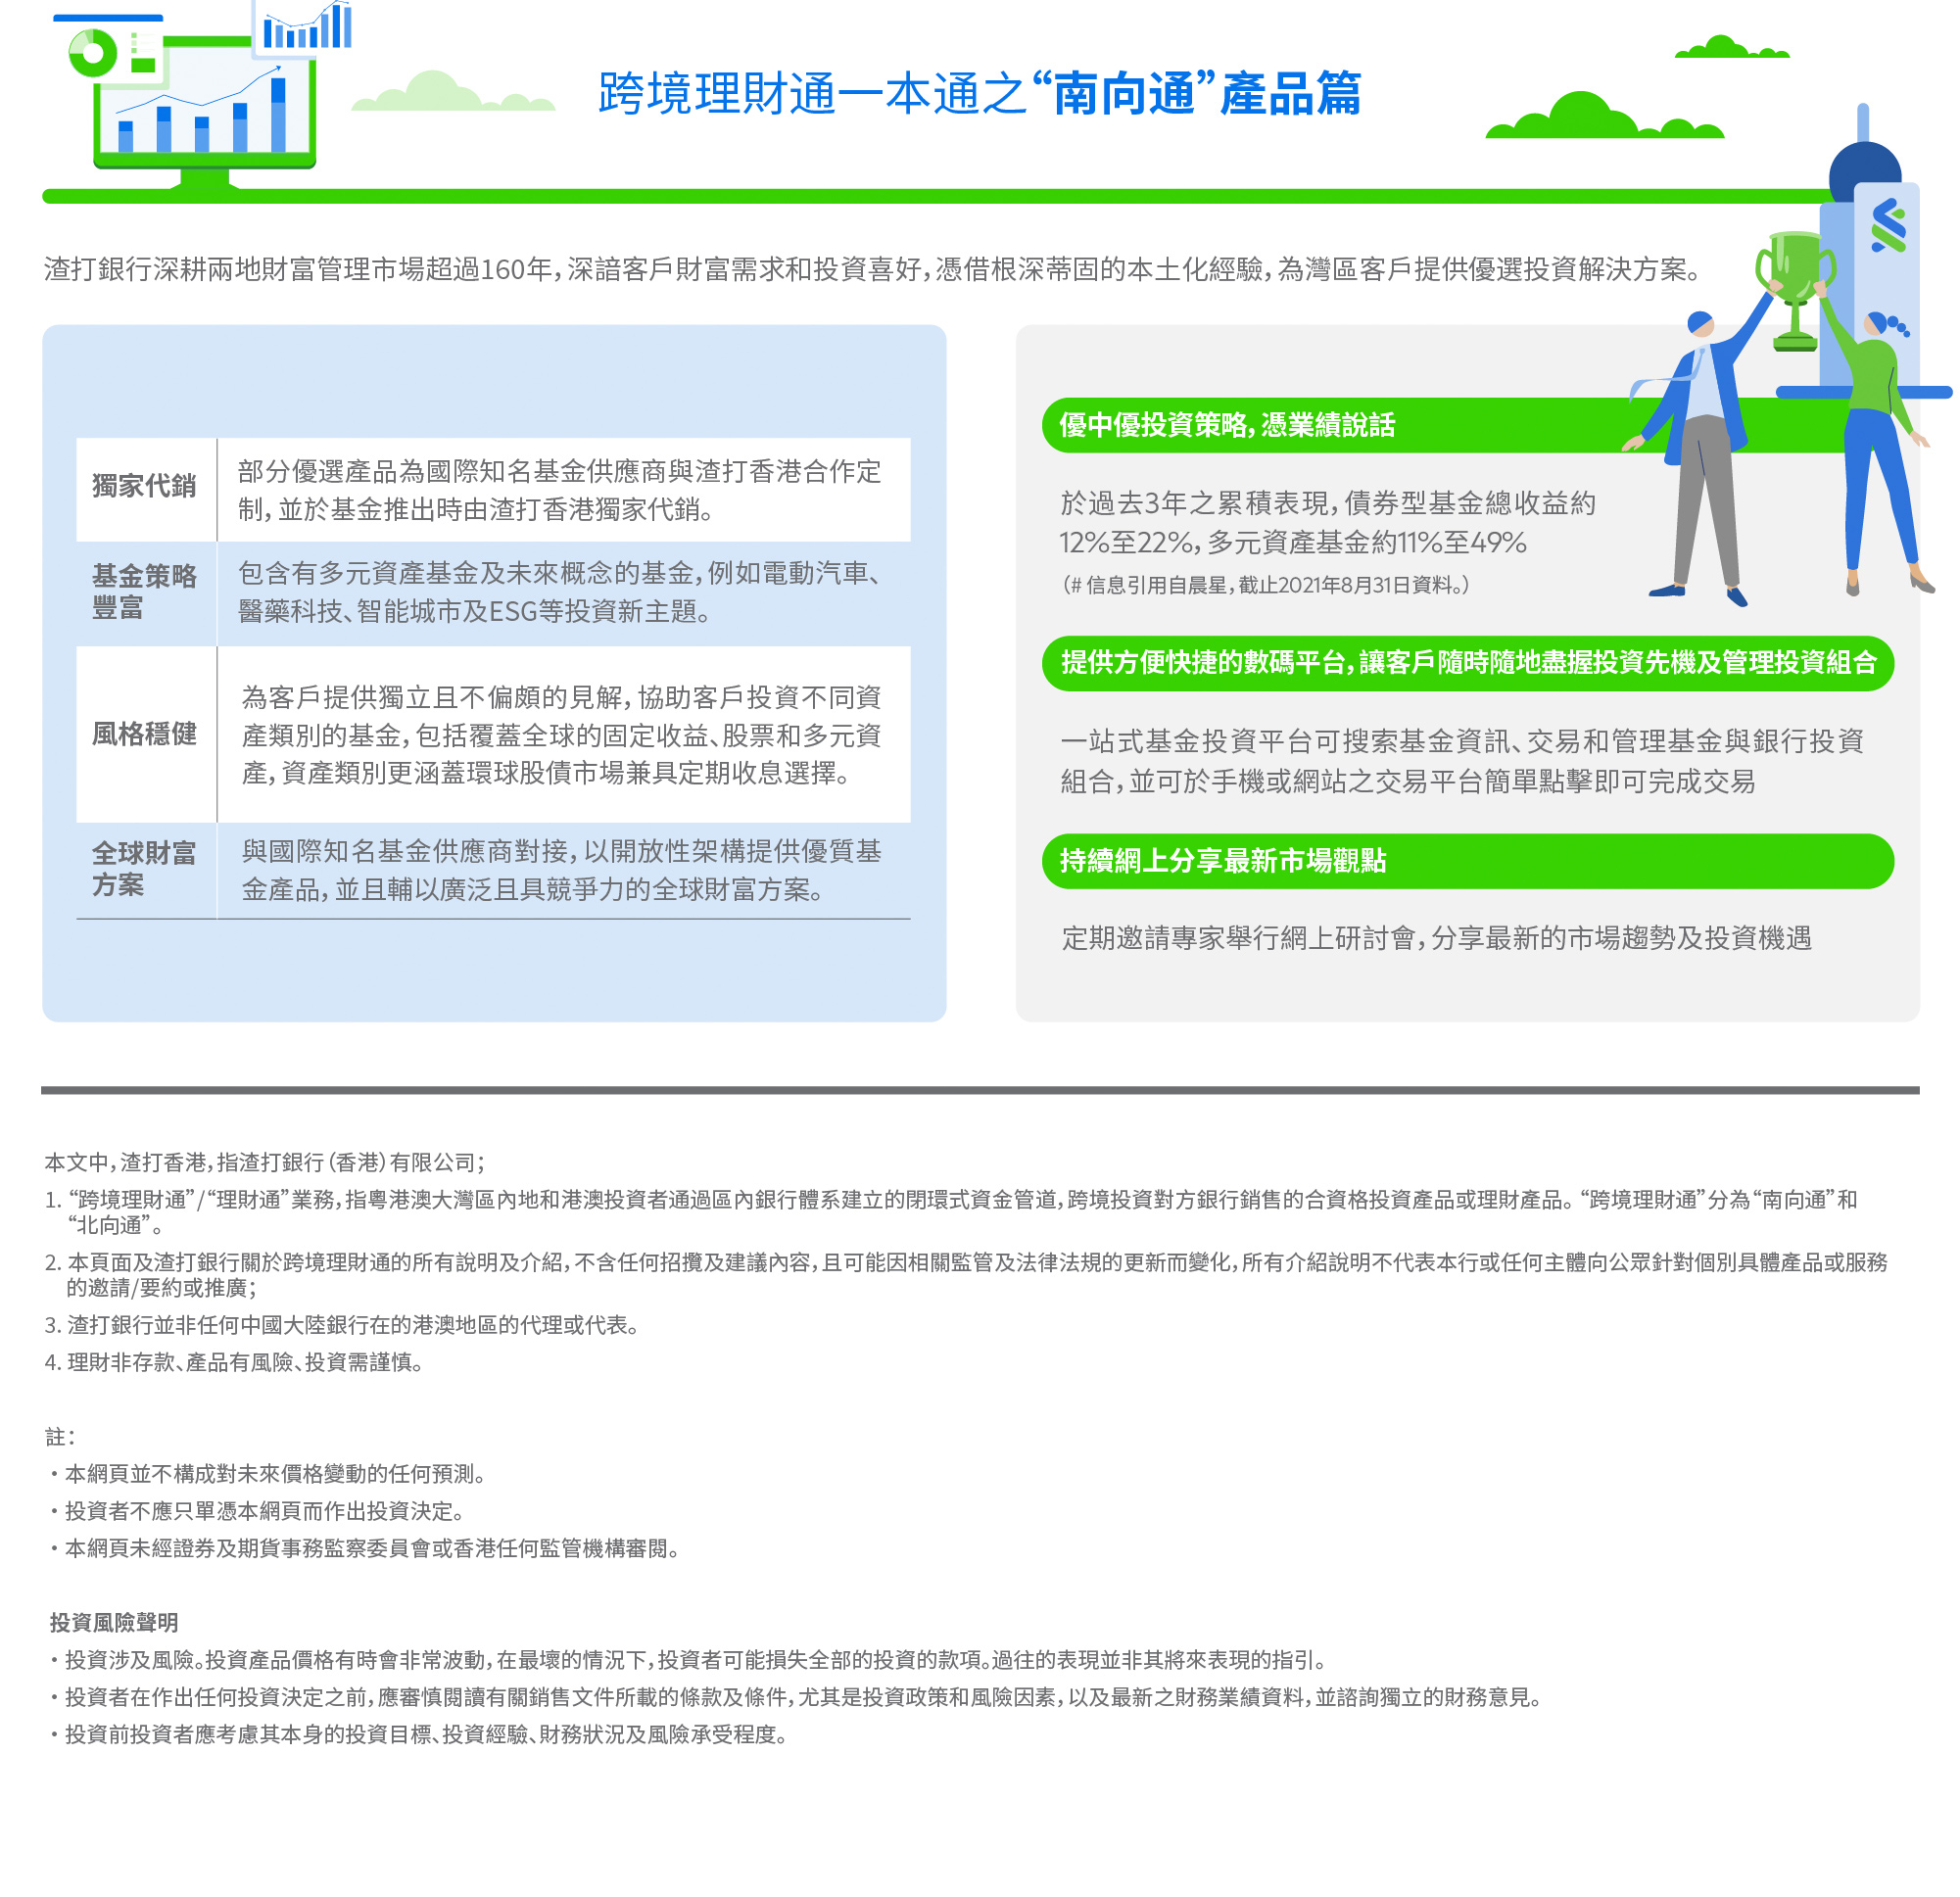 跨境理財通一本通之“南向通”產品篇
渣打銀行深耕兩地財富管理市場超過160年，深諳客戶財富需求和投資喜好，憑借根深蒂固的本土化經驗，為灣區客戶提供優選投資解決方案。
獨家代銷
部分優選產品為國際知名基金供應商與渣打香港合作定
制，並於基金推出時由渣打香港獨家代銷。
基金策略
豐富
包含有多元資產基金及未來概念的基金，例如電動汽車、
醫藥科技、智能城市及ESG等投資新主題。
風格穩健
為客戶提供獨立且不偏頗的見解，協助客戶投資不同資
產類別的基金，包括覆蓋全球的固定收益、股票和多元資
產，資產類別更涵蓋環球股債市場兼具定期收息選擇。
全球財富
方案
與國際知名基金供應商對接，以開放性架構提供優質基
金產品，並且輔以廣泛且具競爭力的全球財富方案。
優中優投資策略，憑業績說話
於過去3年之累積表現，債券型基金總收益約
12%至22%，多元資產基金約11%至49%
（# 信息引用自晨星，截止2021年8月31日資料。）
提供方便快捷的數碼平台，讓客戶隨時隨地盡握投資先機及管理投資組合
一站式基金投資平台可搜索基金資訊、交易和管理基金與銀行投資
組合，並可於手機或網站之交易平台簡單點擊即可完成交易
持續網上分享最新市場觀點
定期邀請專家舉行網上研討會，分享最新的市場趨勢及投資機遇
本文中，渣打香港，指渣打銀行（香港）有限公司；
1. “跨境理財通”/“理財通”業務，指粵港澳大灣區內地和港澳投資者通過區內銀行體系建立的閉環式資金管道，跨境投資對方銀行銷售的合資格投資產品或理財產品。“跨境理財通”分為“南向通”和
“北向通”。
2. 本頁面及渣打銀行關於跨境理財通的所有說明及介紹，不含任何招攬及建議內容，且可能因相關監管及法律法規的更新而變化，所有介紹說明不代表本行或任何主體向公眾針對個別具體產品或服務
的邀請/要約或推廣；
3. 渣打銀行並非任何中國大陸銀行在的港澳地區的代理或代表。
4. 理財非存款、產品有風險、投資需謹慎。
註：
• 本網頁並不構成對未來價格變動的任何預測。
• 投資者不應只單憑本網頁而作出投資決定。
• 本網頁未經證券及期貨事務監察委員會或香港任何監管機構審閱。
投資風險聲明
• 投資涉及風險。投資產品價格有時會非常波動，在最壞的情況下，投資者可能損失全部的投資的款項。過往的表現並非其將來表現的指引。
• 投資者在作出任何投資決定之前，應審慎閱讀有關銷售文件所載的條款及條件，尤其是投資政策和風險因素，以及最新之財務業績資料，並諮詢獨立的財務意見。
• 投資前投資者應考慮其本身的投資目標、投資經驗、財務狀況及風險承受程度。